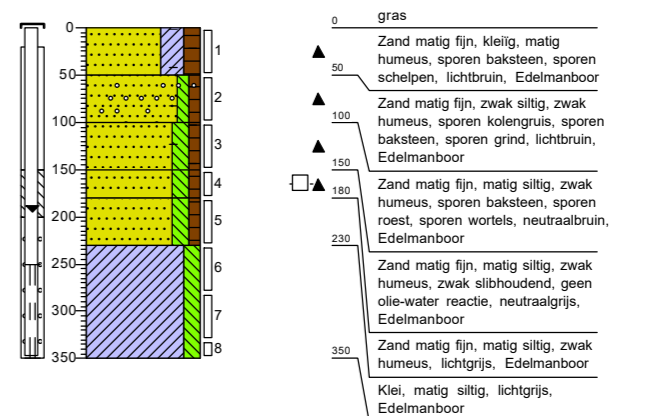 0
50
100
150
200
250
300
350
1
2
3
4
5
6
7
8
0
50
100
150
180
230
350
gras
Zand matig fijn, kleiïg, matig
humeus, sporen baksteen, sporen
schelpen, lichtbruin, Edelmanboor
Zand matig fijn, zwak siltig, zwak
humeus, sporen kolengruis, sporen
baksteen, sporen grind, lichtbruin,
Edelmanboor
Zand matig fijn, matig siltig, zwak
humeus, sporen baksteen, sporen
roest, sporen wortels, neutraalbruin,
Edelmanboor
Zand matig fijn, matig siltig, zwak
humeus, zwak slibhoudend, geen
olie-water reactie, neutraalgrijs,
Edelmanboor
Zand matig fijn, matig siltig, zwak
humeus, lichtgrijs, Edelmanboor
Klei, matig siltig, lichtgrijs,
Edelmanboor